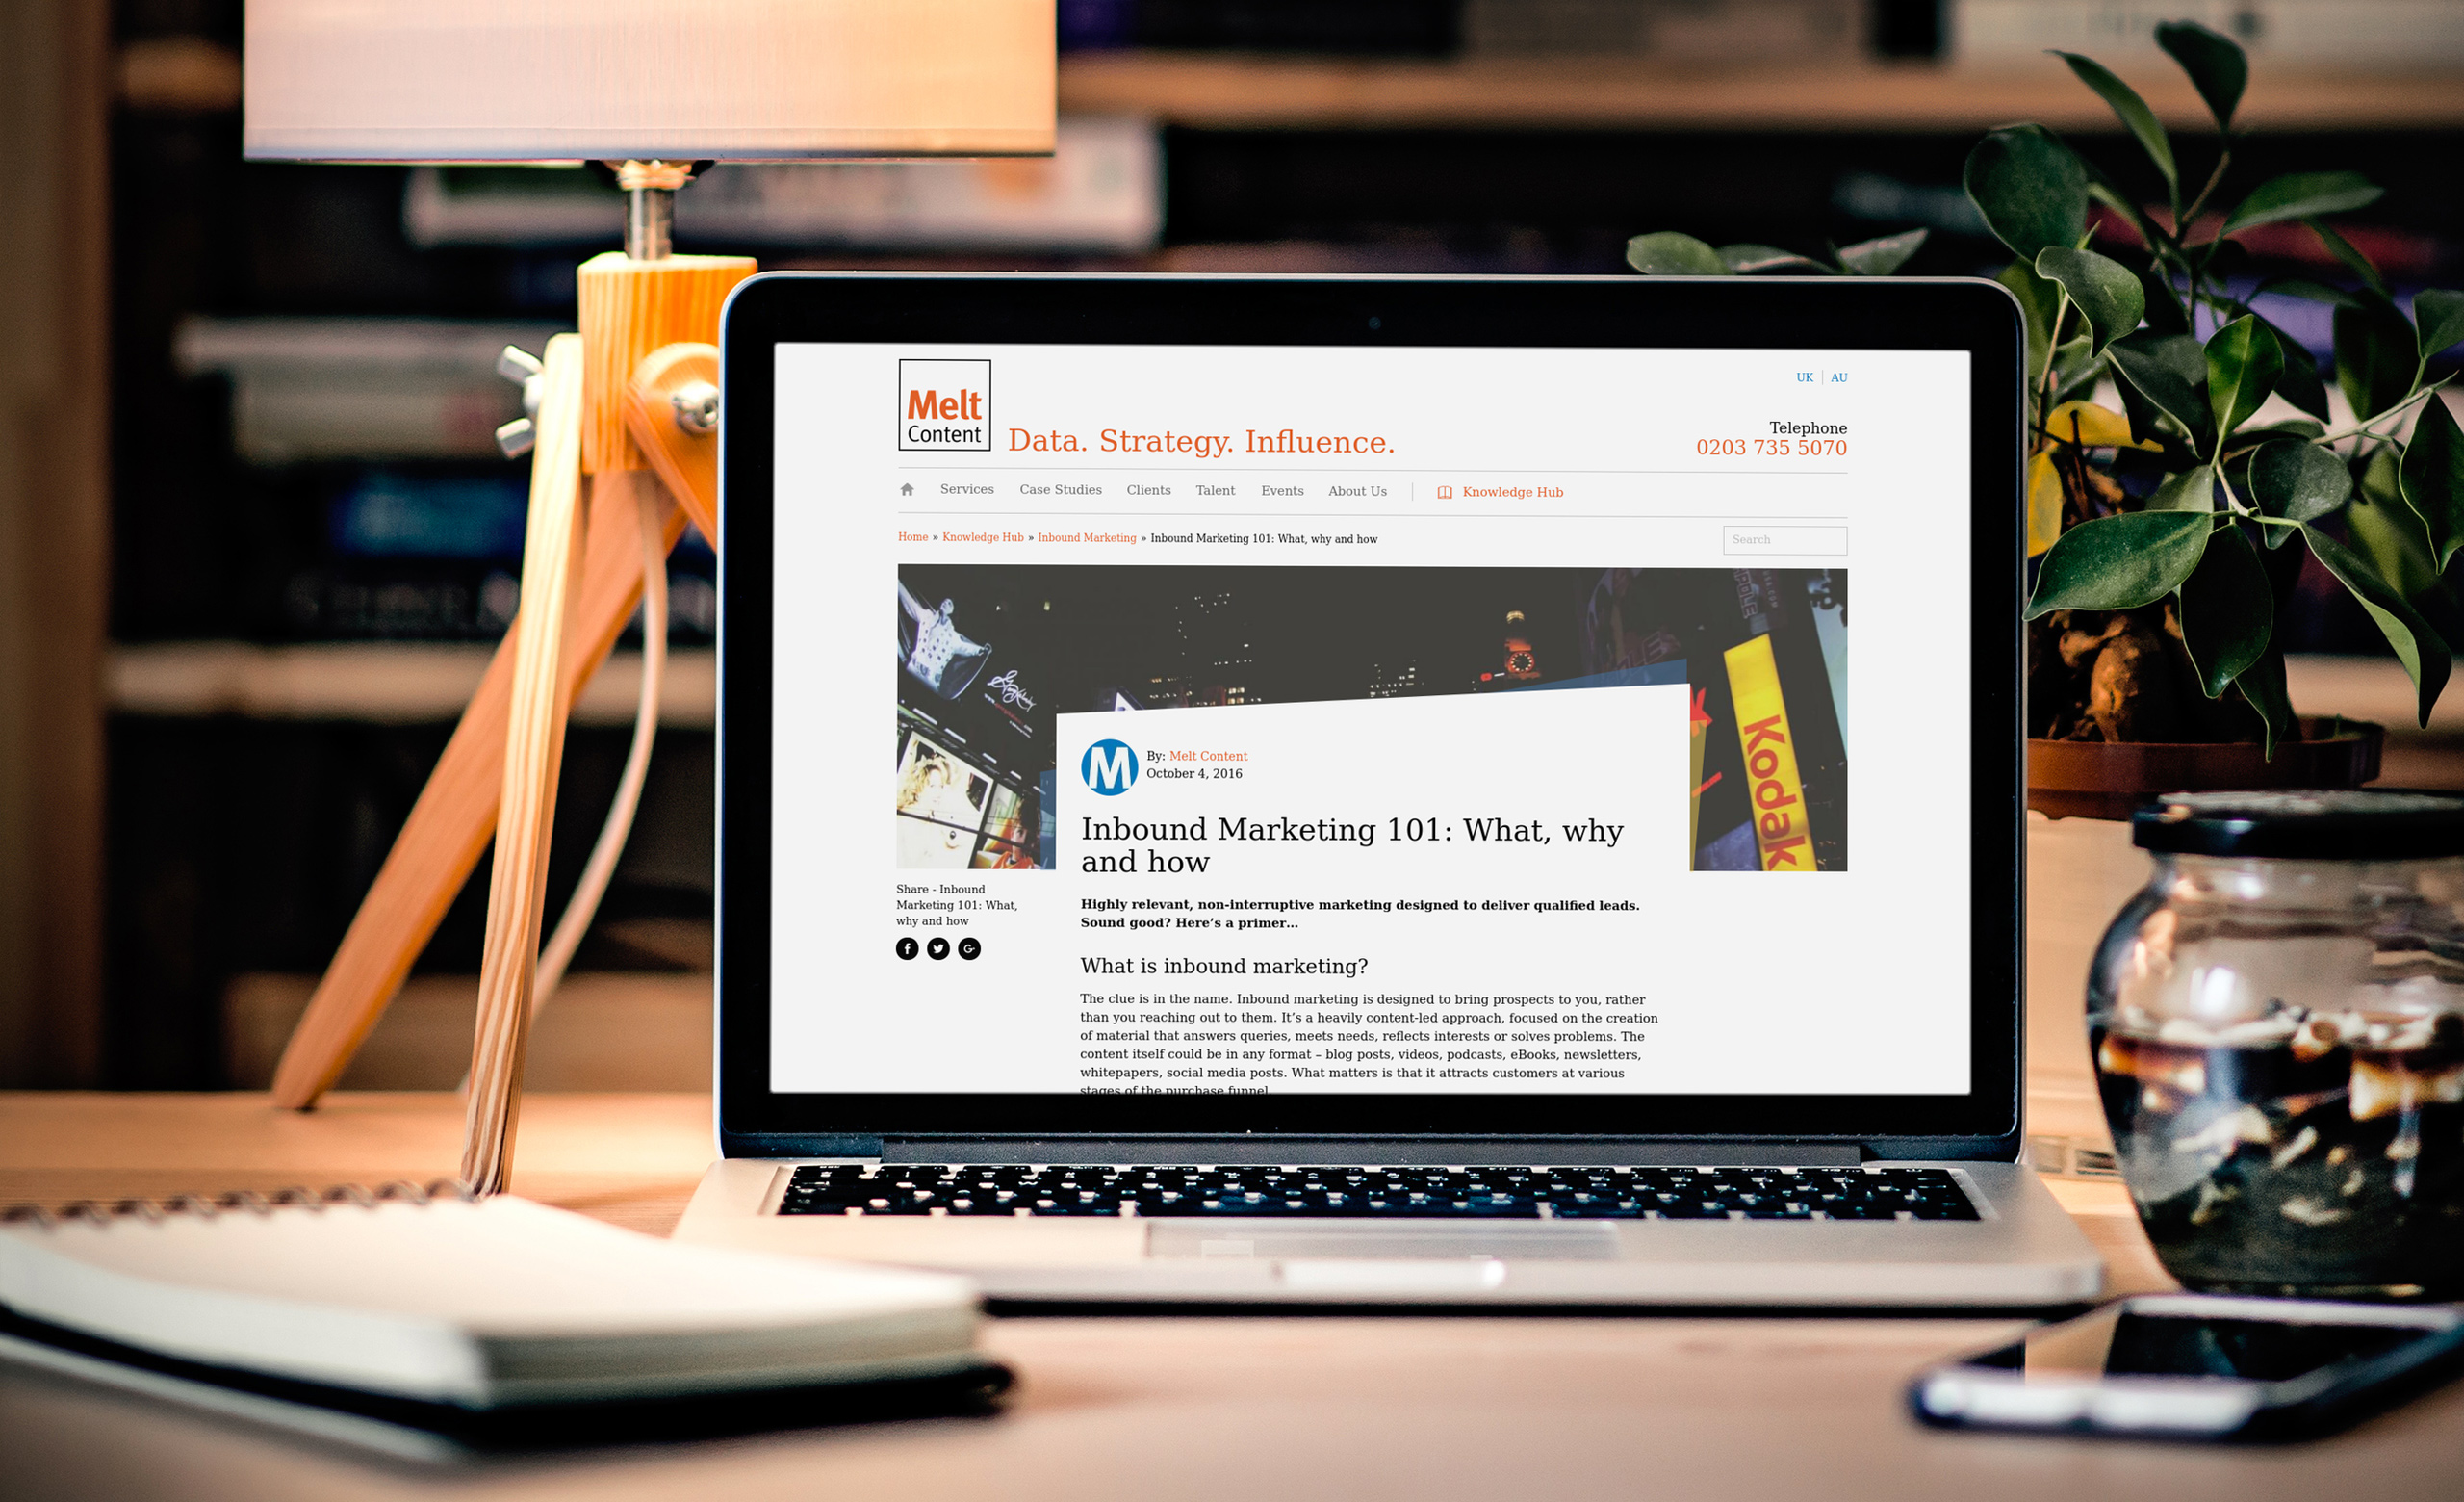 Melt
Content
Data. Strategy. Influence.
UK | AU
Telephone
0203 735 5070
Services Case Studies Clients Talent Events About Us | Knowledge Hub
Home » Knowledge Hub » Inbound Marketing » Inbound Marketing 101: What, why and how
Search
Kodak
M
By: Melt Content
October 4, 2016
Inbound Marketing 101: What, why
and how
Share - Inbound
Marketing 101: What,
why and how
Highly relevant, non-interruptive marketing designed to deliver qualified leads.
Sound good? Here’s a primer...
What is inbound marketing?
The clue is in the name. Inbound marketing is designed to bring prospects to you, rather
than you reaching out to them. It’s a heavily content-led approach, focused on the creation
of material that answers queries, meets needs, reflects interests or solves problems. The
content itself could be in any format – blog posts, videos, podcasts, eBooks, newsletters,
whitepapers, social media posts. What matters is that it attracts customers at various
stages of the purchase funnel